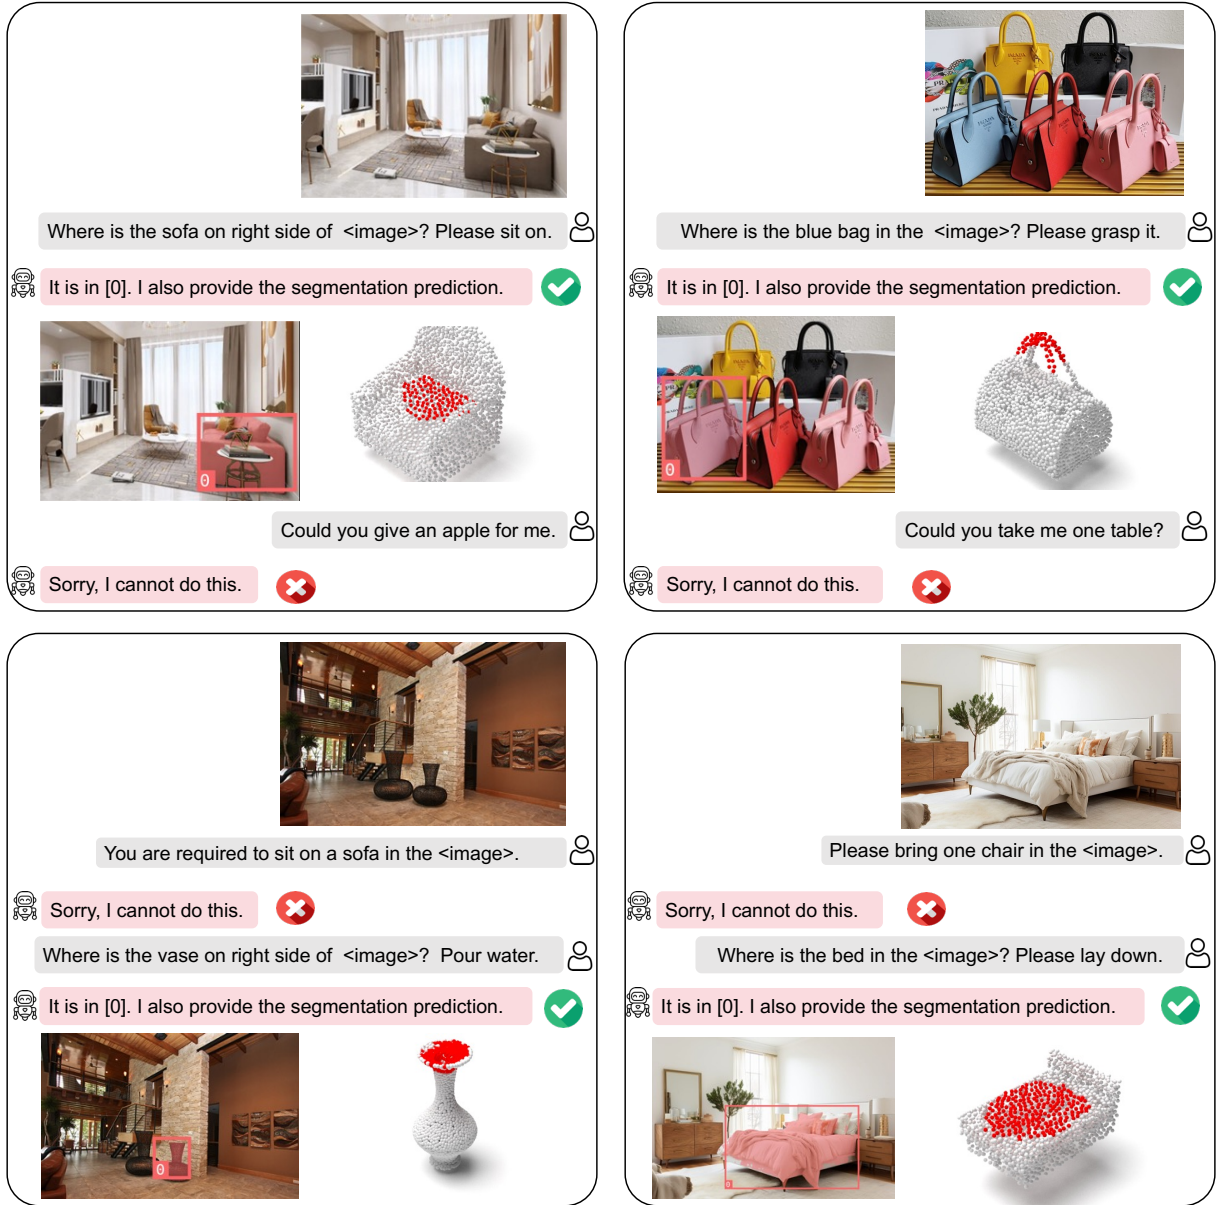 Where is the sofa on right side of <image>? Please sit on.
It is in [0]. I also provide the segmentation prediction.
0
Could you give an apple for me.
Sorry, I cannot do this.
PRADA
Where is the blue bag in the <image>? Please grasp it.
It is in [0]. I also provide the segmentation prediction.
0
Could you take me one table?
Sorry, I cannot do this.
You are required to sit on a sofa in the <image>.
Sorry, I cannot do this.
Where is the vase on right side of <image>? Pour water.
It is in [0]. I also provide the segmentation prediction.
0
Please bring one chair in the <image>.
Sorry, I cannot do this.
Where is the bed in the <image>? Please lay down.
It is in [0]. I also provide the segmentation prediction.